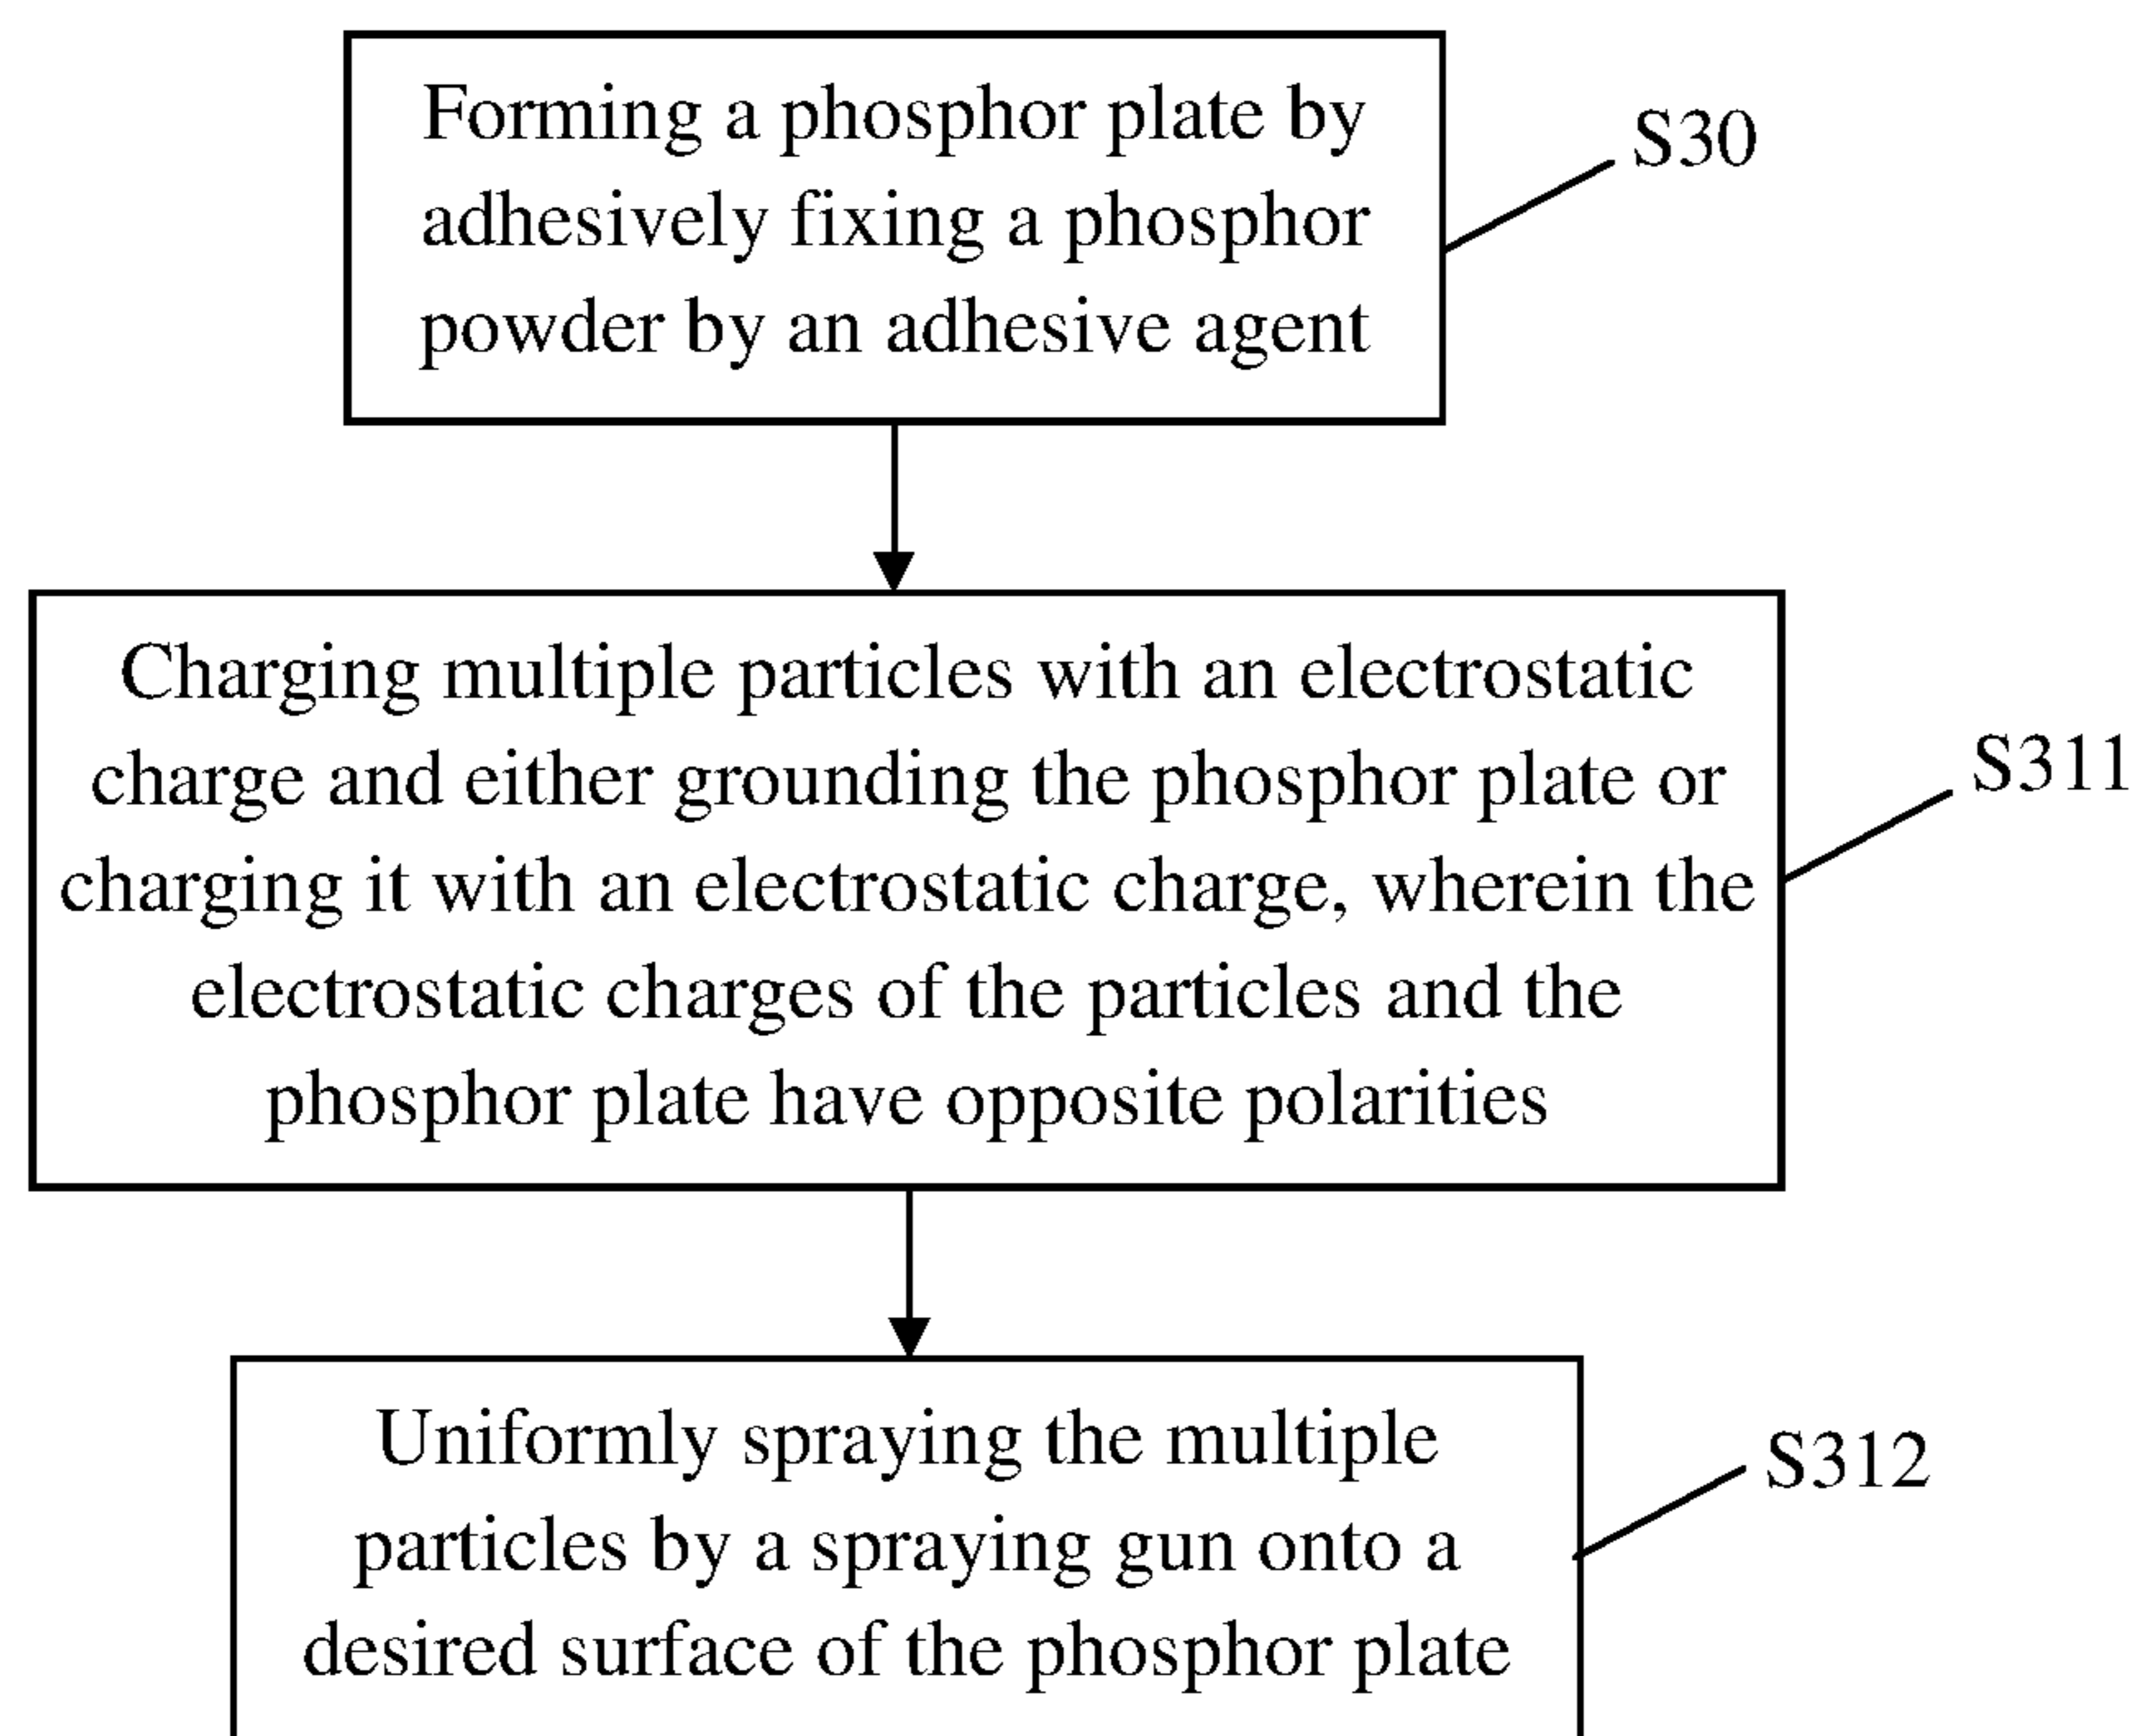 Forming a phosphor plate by
adhesively fixing a phosphor
powder by an adhesive agent
S30
Charging multiple particles with an electrostatic
charge and either grounding the phosphor plate or
charging it with an electrostatic charge, wherein the
electrostatic charges of the particles and the
phosphor plate have opposite polarities
S311
Uniformly spraying the multiple
particles by a spraying gun onto a
desired surface of the phosphor plate
S312